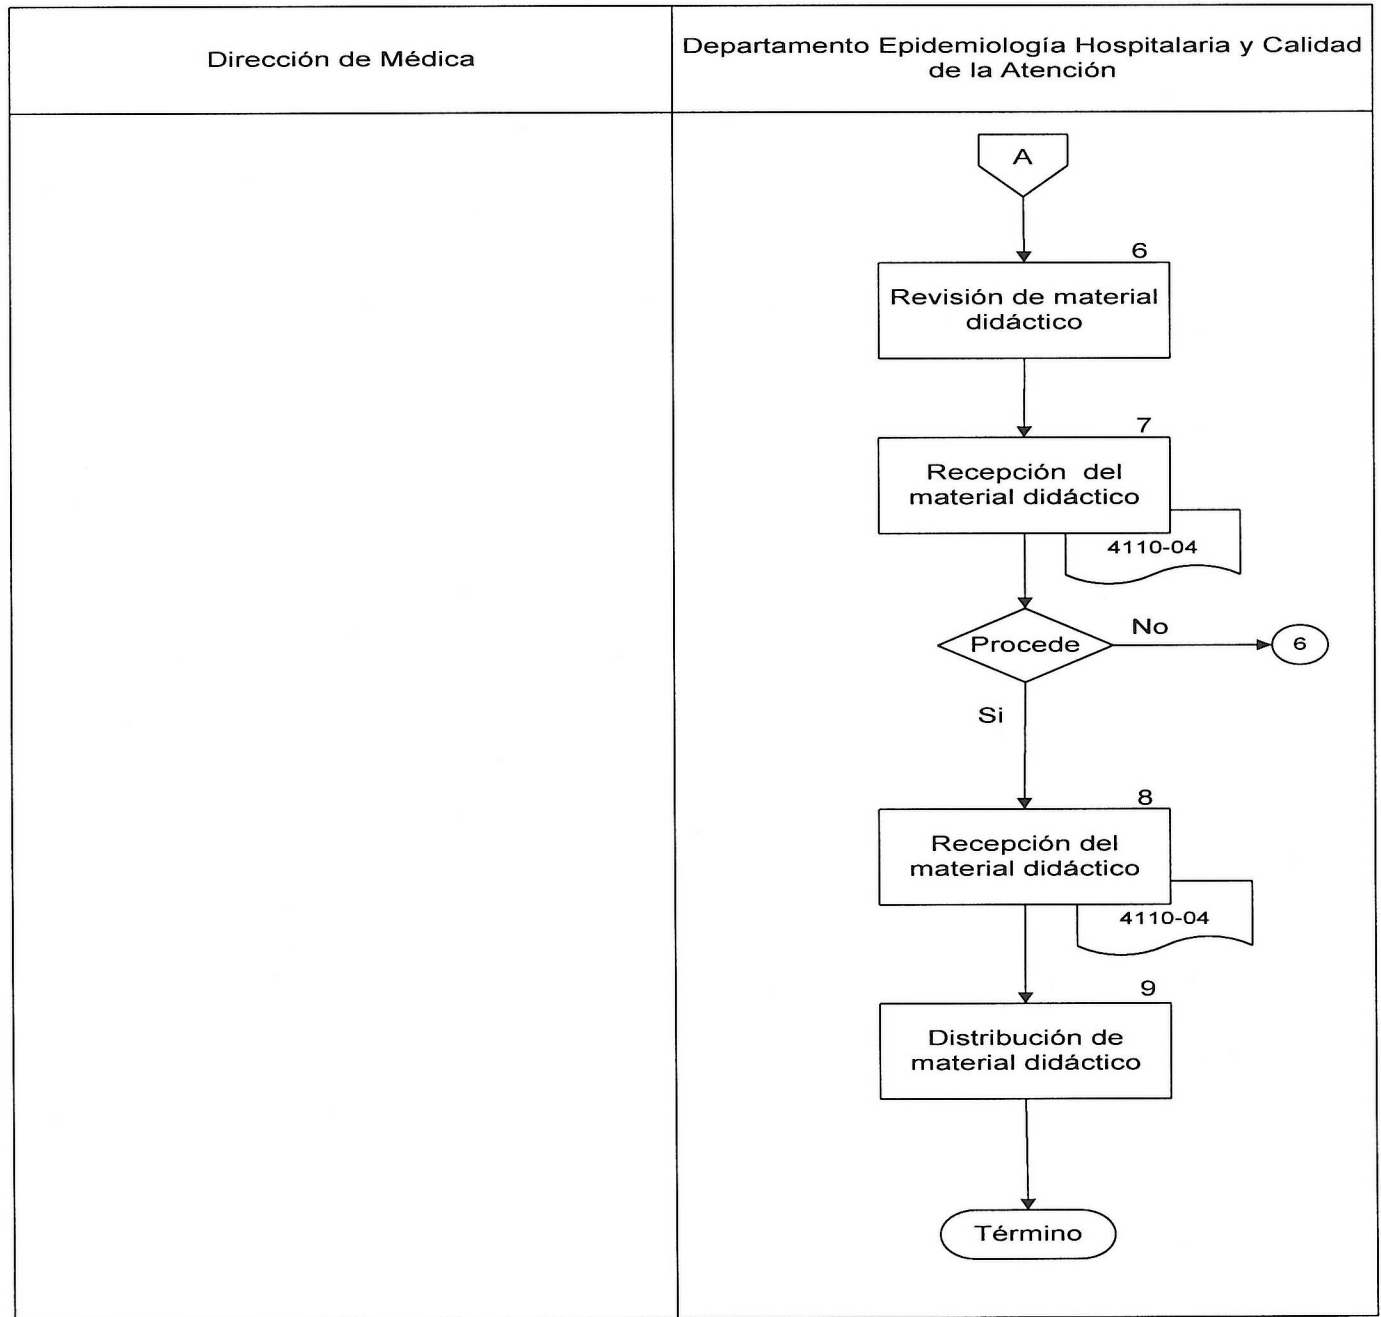 Dirección de Médica
Departamento Epidemiología Hospitalaria y Calidad
de la Atención
A
6
Revisión de material
didáctico
7
Recepción del
material didáctico
4110-04
Procede
No
6
Si
8
Recepción del
material didáctico
4110-04
9
Distribución de
material didáctico
Término